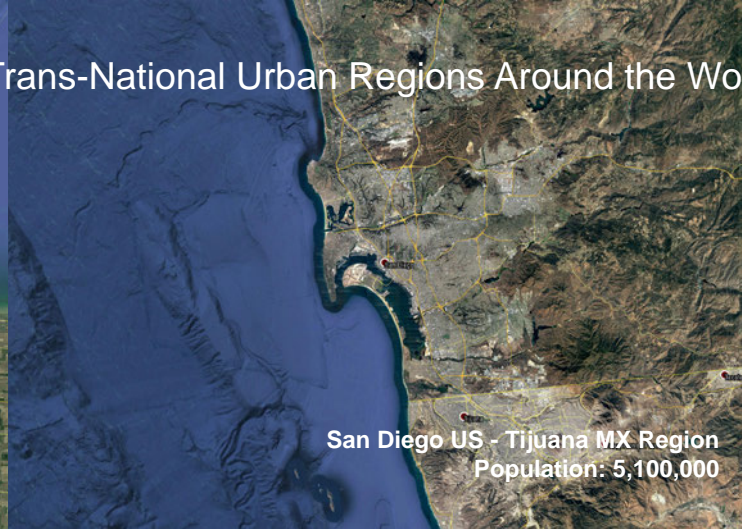 Trans-National Urban Regions Around the Wo
San Diego US - Tijuana MX Region
Population: 5,100,000